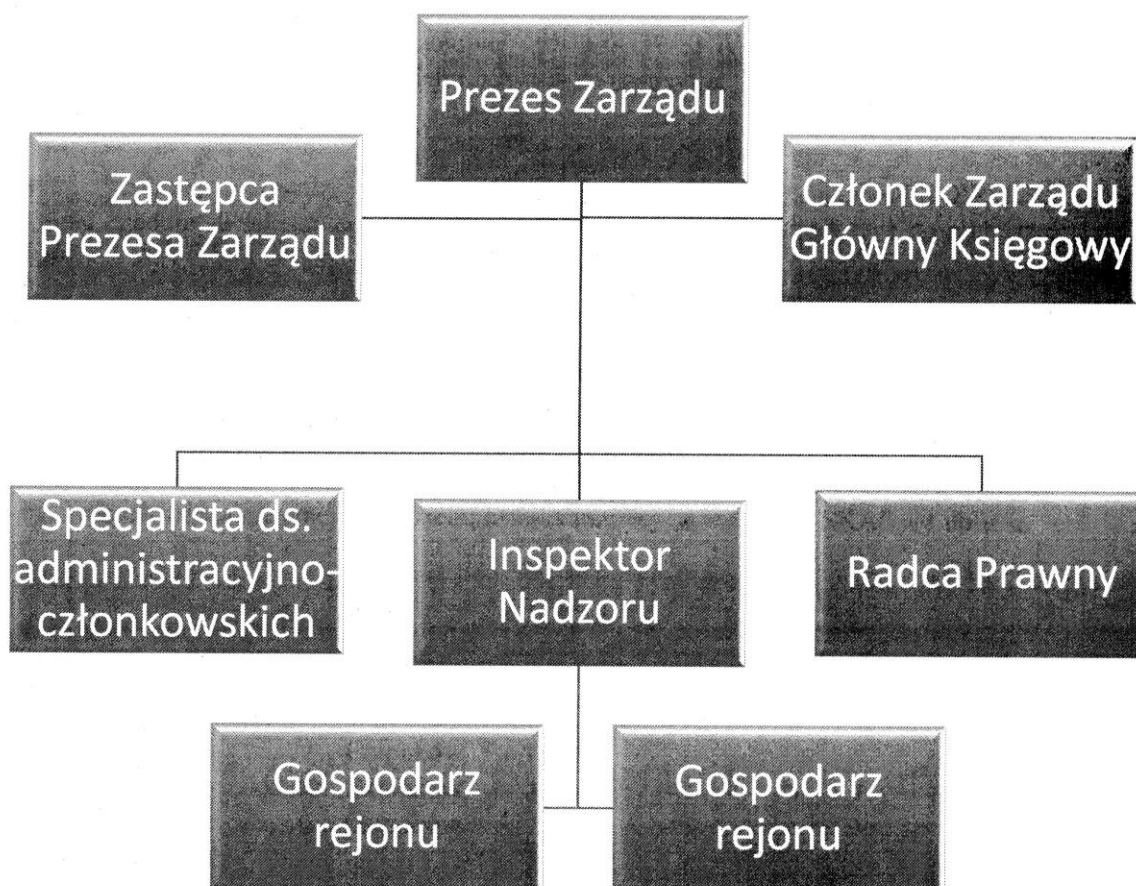 Prezes Zarządu
Zastępca
Prezesa Zarządu
Członek Zarządu
Główny Księgowy
Specjalista ds.
administracyjno-
członkowskich
Inspektor
Nadzoru
Radca Prawny
Gospodarz
rejonu
Gospodarz
rejonu